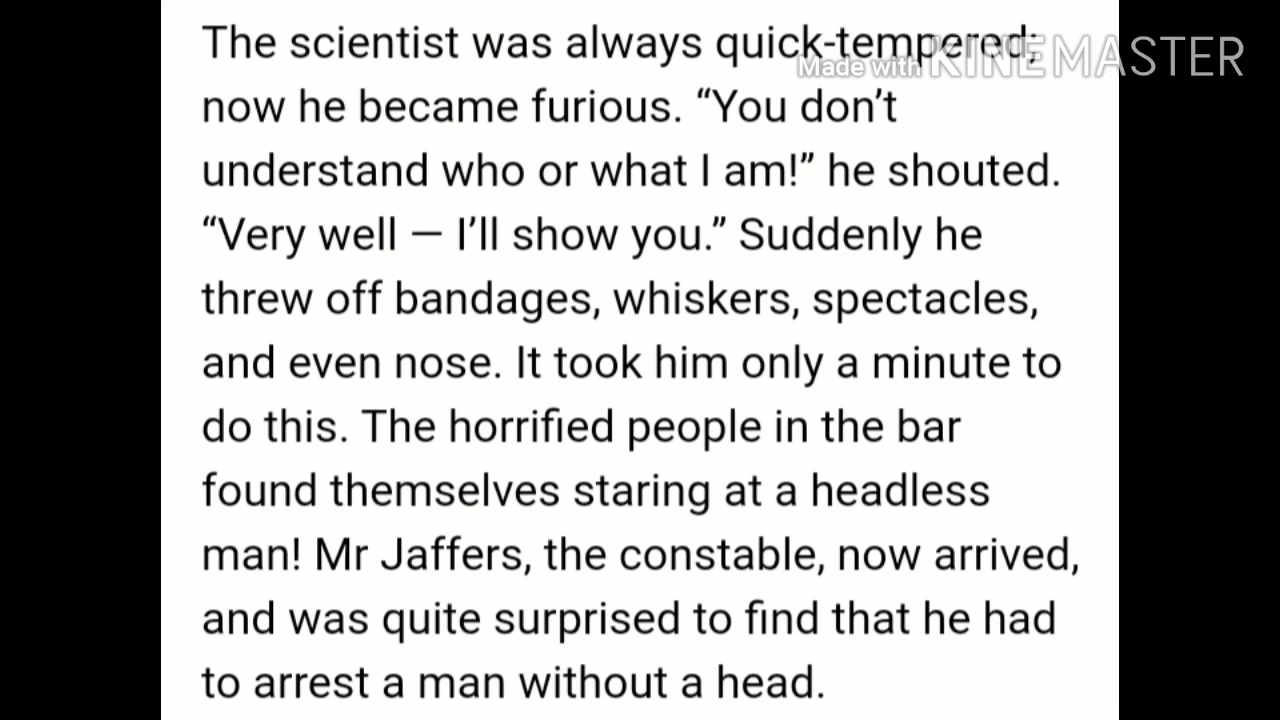 The scientist was always quick-tempered;
Made with KINEMASTER
now he became furious. “You don’t
understand who or what I am!” he shouted.
“Very well — I’ll show you.” Suddenly he
threw off bandages, whiskers, spectacles,
and even nose. It took him only a minute to
do this. The horrified people in the bar
found themselves staring at a headless
man! Mr Jaffers, the constable, now arrived,
and was quite surprised to find that he had
to arrest a man without a head.